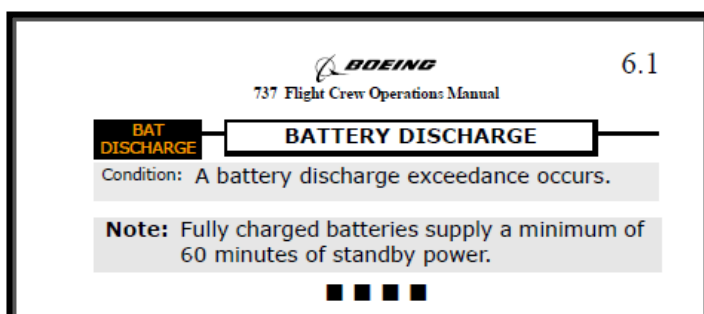 BOEING
6.1
737 Flight Crew Operations Manual
BAT
DISCHARGE
BATTERY DISCHARGE
Condition: A battery discharge exceedance occurs.
Note: Fully charged batteries supply a minimum of
60 minutes of standby power.